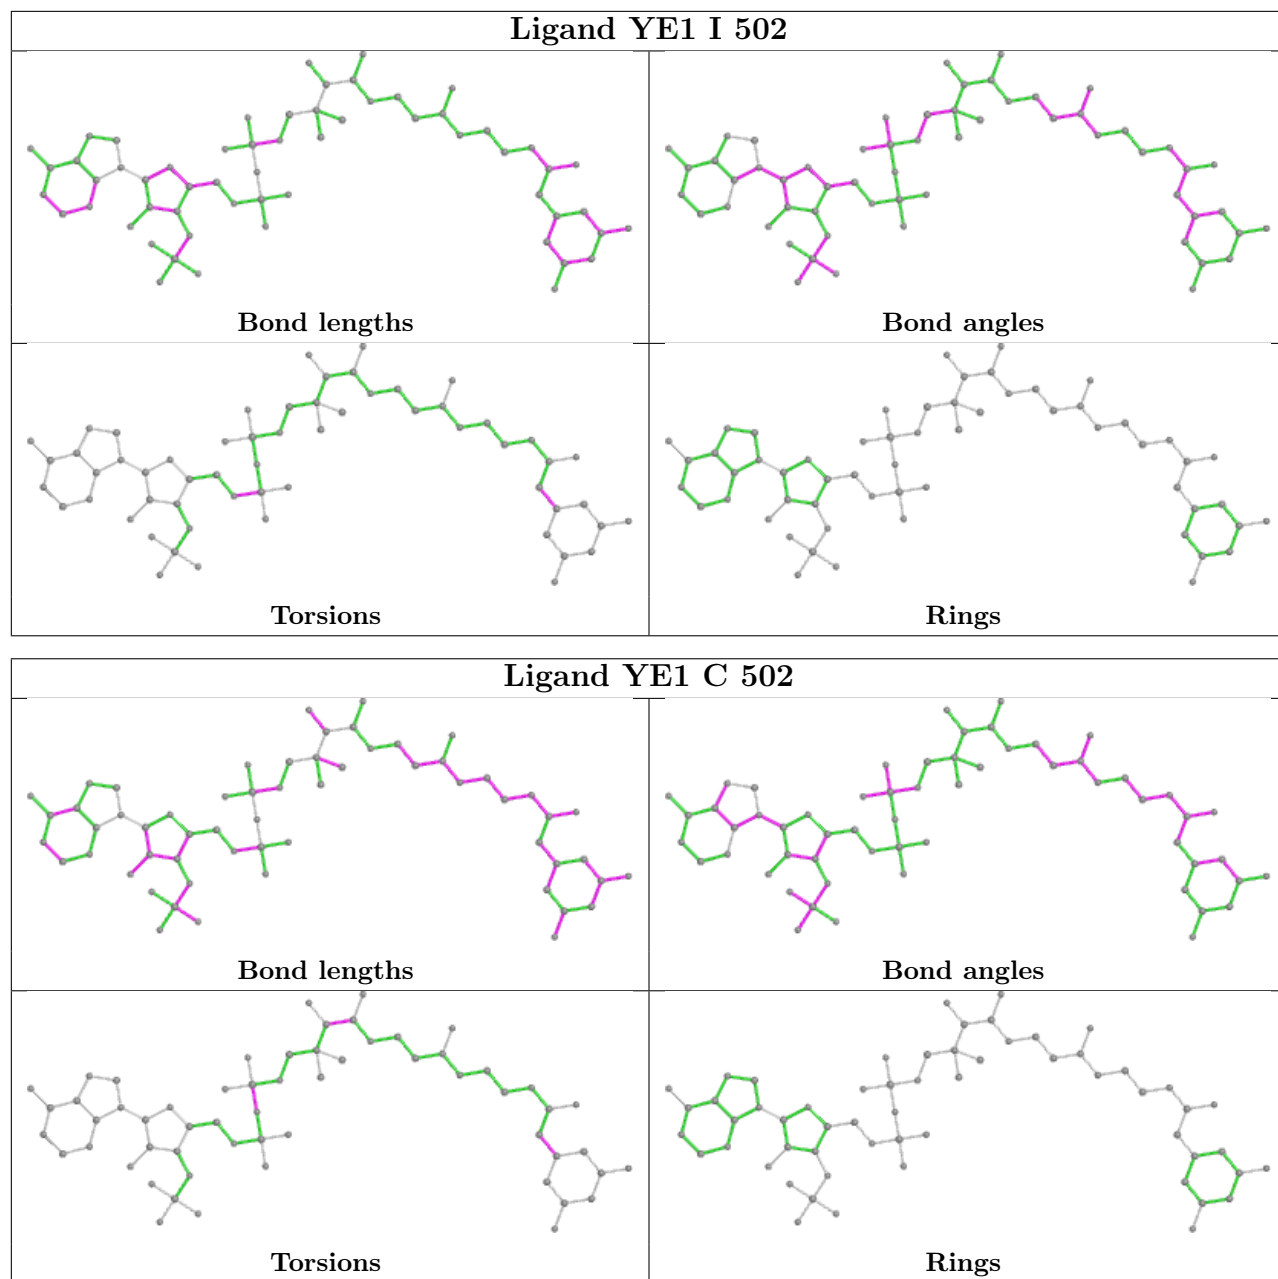 Ligand YE1 I 502
Bond lengths
Bond angles
Torsions
Rings
Ligand YE1 C 502
Bond lengths
Bond angles
Torsions
Rings